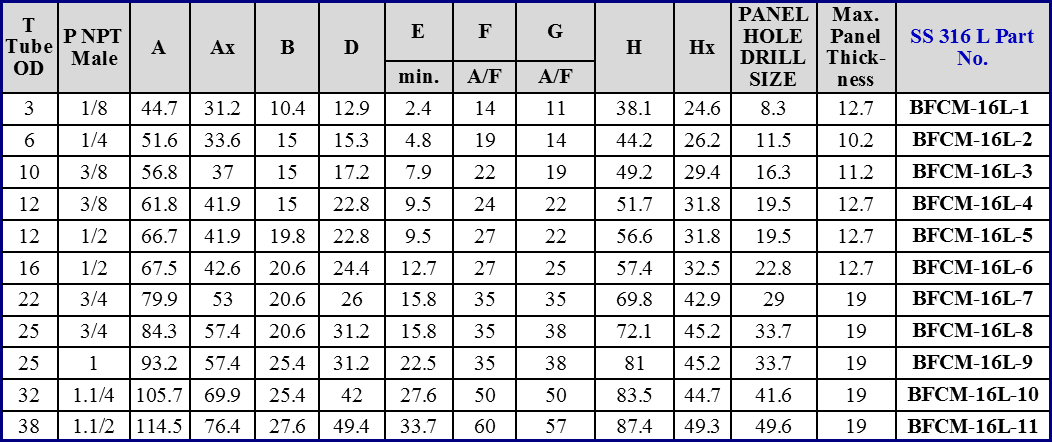 T Tube OD P NPT Male A Ax B D E F G H Hx PANEL HOLE DRILL SIZE Max. Panel Thick-ness SS 316 L Part No.
min. A/F A/F
3 1/8 44.7 31.2 10.4 12.9 2.4 14 11 38.1 24.6 8.3 12.7 BFCM-16L-1
6 1/4 51.6 33.6 15 15.3 4.8 19 14 44.2 26.2 11.5 10.2 BFCM-16L-2
10 3/8 56.8 37 15 17.2 7.9 22 19 49.2 29.4 16.3 11.2 BFCM-16L-3
12 3/8 61.8 41.9 15 22.8 9.5 24 22 51.7 31.8 19.5 12.7 BFCM-16L-4
12 1/2 66.7 41.9 19.8 22.8 9.5 27 22 56.6 31.8 19.5 12.7 BFCM-16L-5
16 1/2 67.5 42.6 20.6 24.4 12.7 27 25 57.4 32.5 22.8 12.7 BFCM-16L-6
22 3/4 79.9 53 20.6 26 15.8 35 35 69.8 42.9 29 19 BFCM-16L-7
25 3/4 84.3 57.4 20.6 31.2 15.8 35 38 72.1 45.2 33.7 19 BFCM-16L-8
25 1 93.2 57.4 25.4 31.2 22.5 35 38 81 45.2 33.7 19 BFCM-16L-9
32 1.1/4 105.7 69.9 25.4 42 27.6 50 50 83.5 44.7 41.6 19 BFCM-16L-10
38 1.1/2 114.5 76.4 27.6 49.4 33.7 60 57 87.4 49.3 49.6 19 BFCM-16L-11